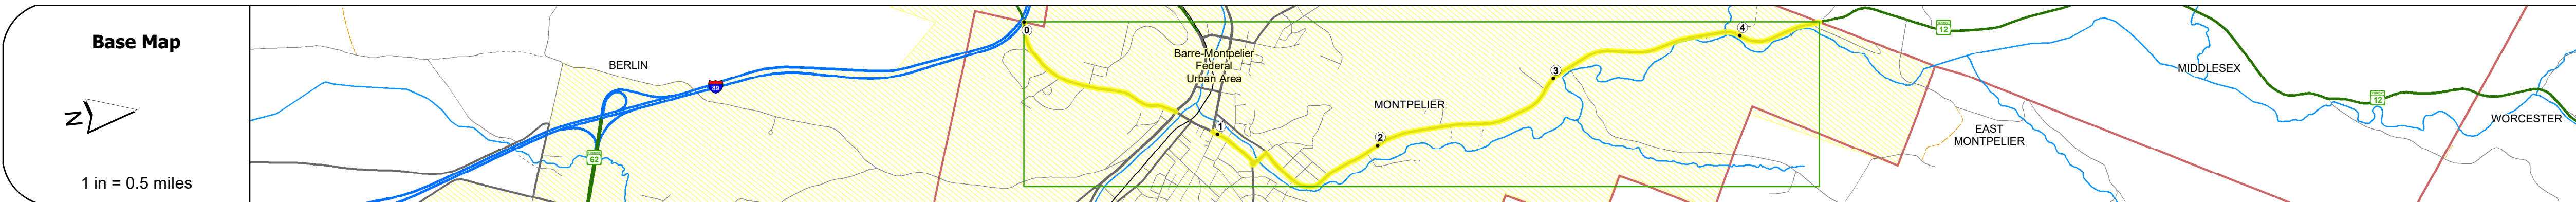 Base Map
N
1 in = 0.5 miles
BERLIN
89
62
0
Barre-Montpelier
Federal
Urban Area
1
MONTPELIER
2
3
4
12
EAST
MONTPELIER
MIDDLESEX
12
WORCESTER